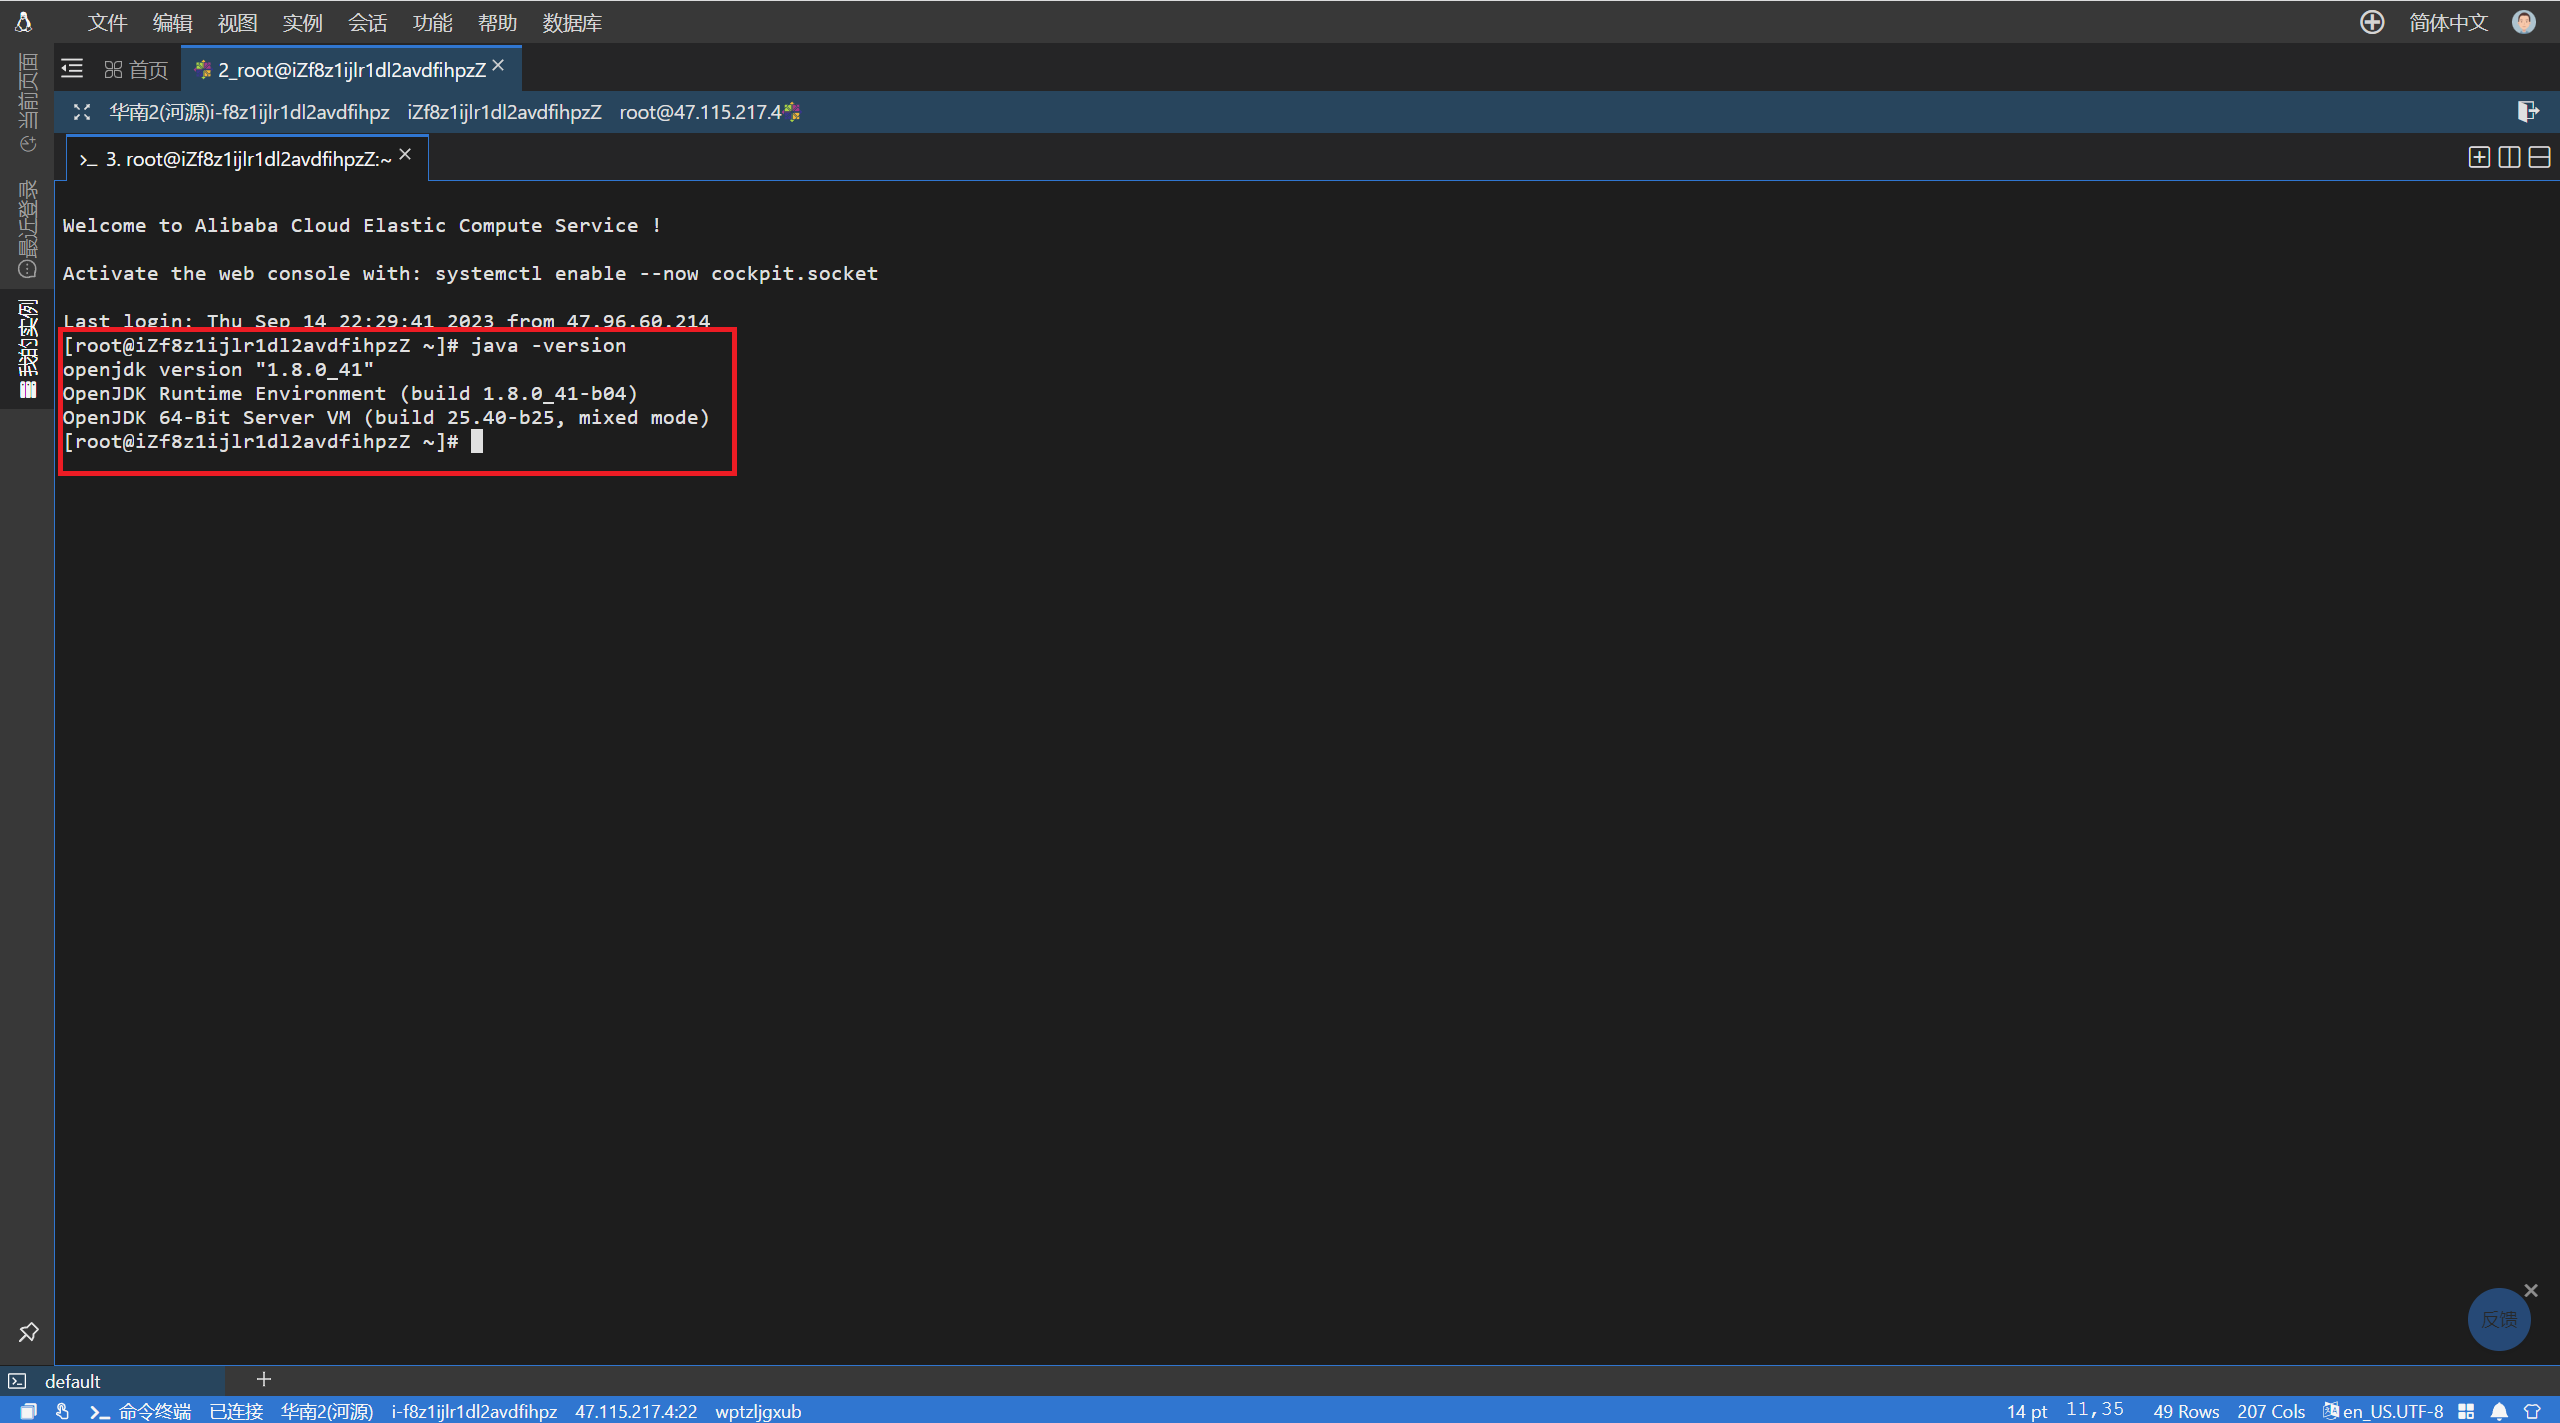 文件 编辑 视图 实例 会话 功能 帮助 数据库 简体中文
首页 2_root@iZf8z1ijlr1dl2avdfihpzZ
华南2(河源)i-f8z1ijlr1dl2avdfihpz iZf8z1ijlr1dl2avdfihpzZ root@47.115.217.4
3. root@iZf8z1ijlr1dl2avdfihpzZ:~
当前页面
最近登录
我的实例
Welcome to Alibaba Cloud Elastic Compute Service !
Activate the web console with: systemctl enable --now cockpit.socket
Last login: Thu Sep 14 22:29:41 2023 from 47.96.60.214
[root@iZf8z1ijlr1dl2avdfihpzZ ~]# java -version
openjdk version "1.8.0_41"
OpenJDK Runtime Environment (build 1.8.0_41-b04)
OpenJDK 64-Bit Server VM (build 25.40-b25, mixed mode)
[root@iZf8z1ijlr1dl2avdfihpzZ ~]#
反馈
default
命令终端 已连接 华南2(河源) i-f8z1ijlr1dl2avdfihpz 47.115.217.4:22 wptzljgxub 14 pt 11,35 49 Rows 207 Cols en_US.UTF-8